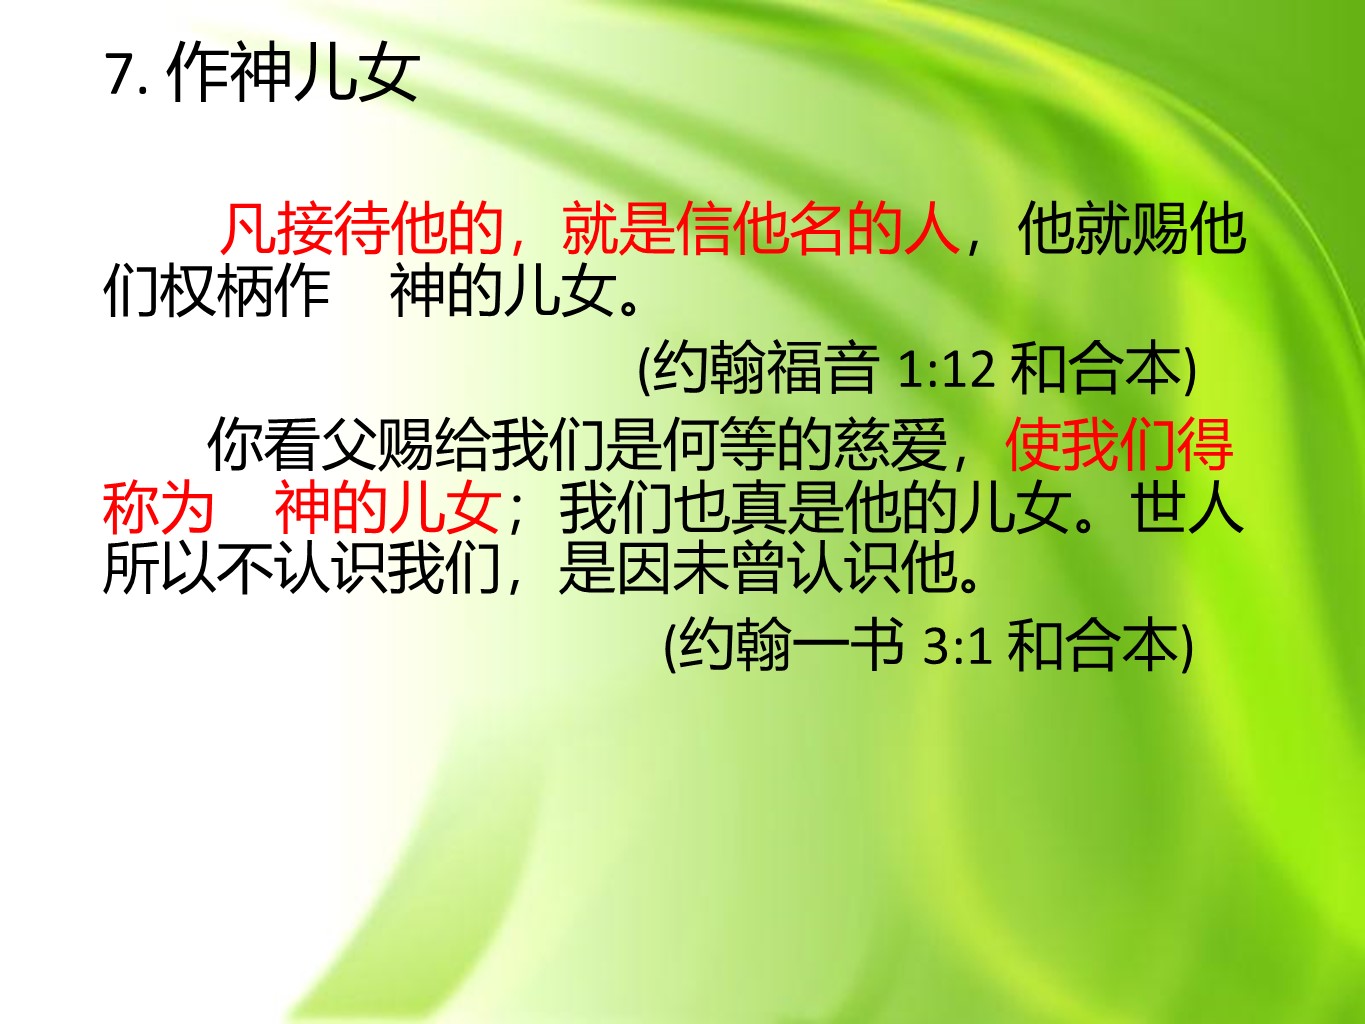 7. 作神儿女
凡接待他的，就是信他名的人，他就赐他
们权柄作　神的儿女。
(约翰福音 1:12 和合本)
你看父赐给我们是何等的慈爱，使我们得
称为　神的儿女；我们也真是他的儿女。世人
所以不认识我们，是因未曾认识他。
(约翰一书 3:1 和合本)